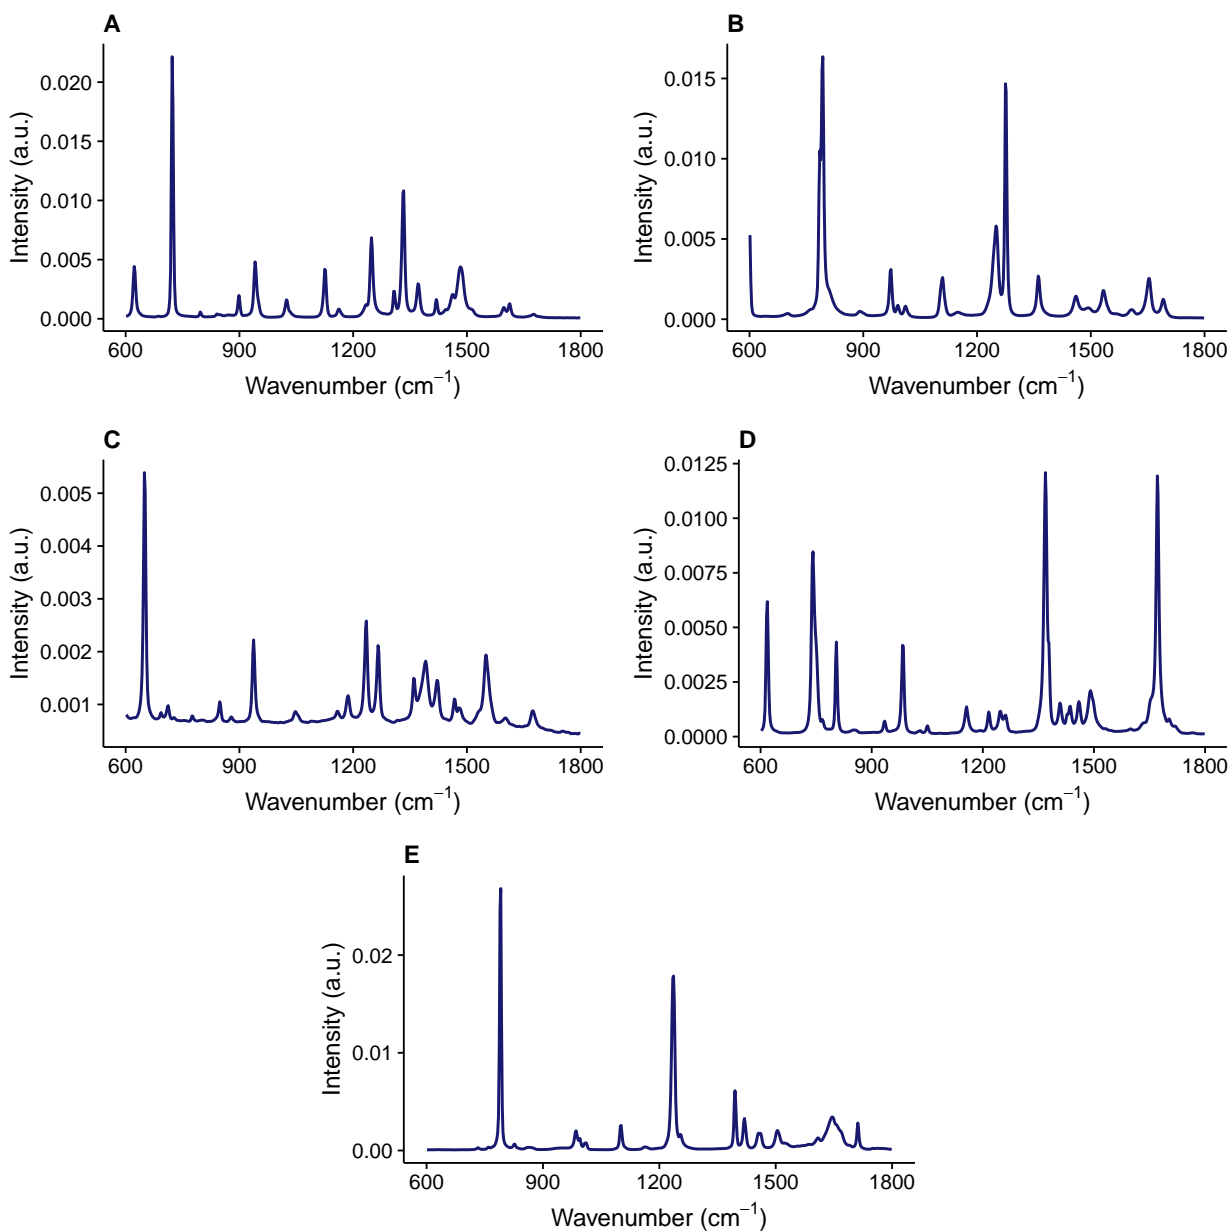 A
Intensity (a.u.)
0.020
0.015
0.010
0.005
0.000
600 900 1200 1500 1800
Wavenumber (cm⁻¹)
B
Intensity (a.u.)
0.015
0.010
0.005
0.000
600 900 1200 1500 1800
Wavenumber (cm⁻¹)
C
Intensity (a.u.)
0.005
0.004
0.003
0.002
0.001
600 900 1200 1500 1800
Wavenumber (cm⁻¹)
D
Intensity (a.u.)
0.0125
0.0100
0.0075
0.0050
0.0025
0.0000
600 900 1200 1500 1800
Wavenumber (cm⁻¹)
E
Intensity (a.u.)
0.02
0.01
0.00
600 900 1200 1500 1800
Wavenumber (cm⁻¹)